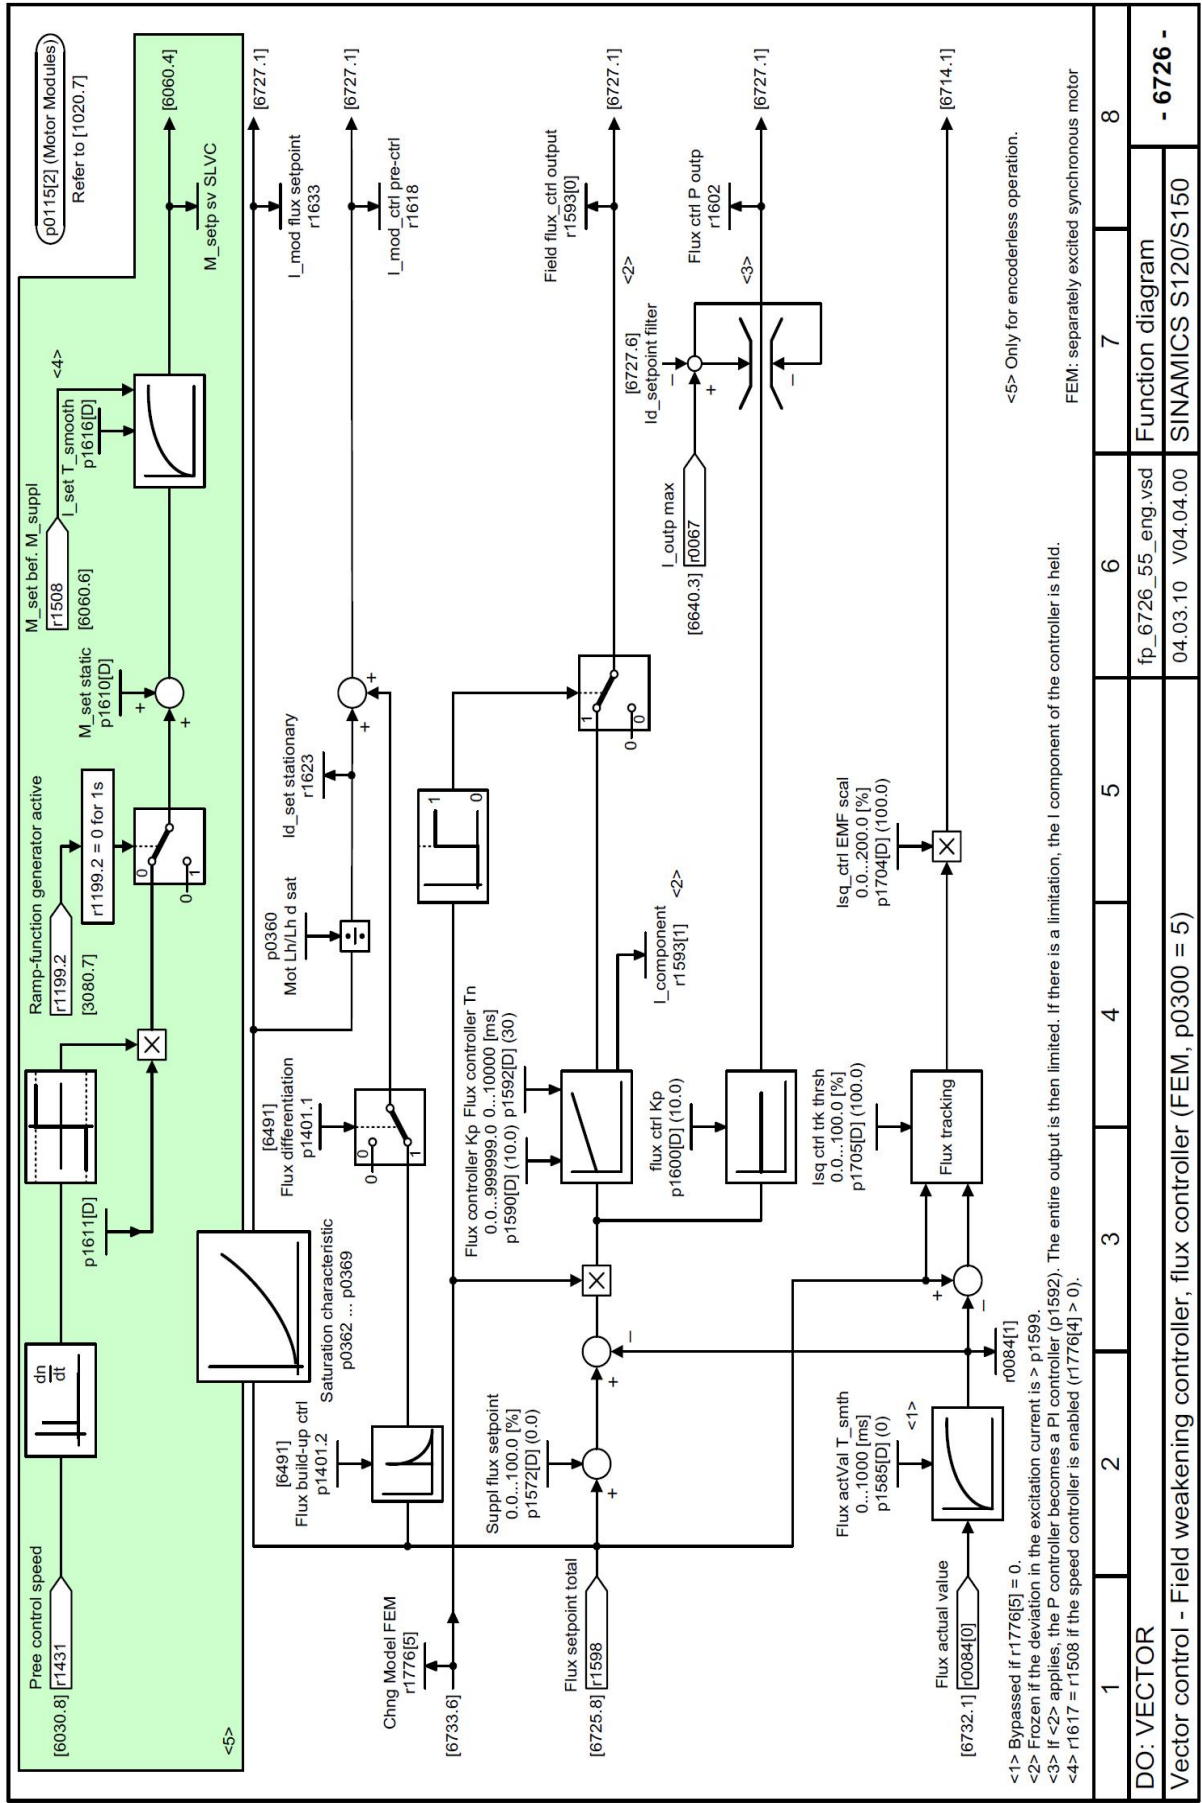 p0115[2] (Motor Modules)
Refer to [1020.7]
Pree control speed
[6030.8]
r1431
<5>
dn
dt
p1611[D]
Ramp-function generator active
r1199.2
[3080.7]
r1199.2 = 0 for 1s
0
0
1
M_set static
p1610[D]
+
+
M_set bef. M_suppl
r1508
[6060.6]
I_set T_smooth
p1616[D]
<4>
M_setp sv SLVC
[6060.4]
Saturation characteristic
p0362 ... p0369
[6727.1]
I_mod flux setpoint
r1633
[6491]
Flux build-up ctrl
p1401.2
[6491]
Flux differentiation
p1401.1
0
0
1
p0360
Mot Lh/Lh d sat
Id_set stationary
r1623
+
+
[6727.1]
I_mod_ctrl pre-ctrl
r1618
Chng Model FEM
r1776[5]
[6733.6]
1
0
Flux setpoint total
[6725.8]
r1598
Suppl flux setpoint
0.0...100.0 [%]
p1572[D] (0.0)
+
+
−
Flux controller Kp
0.0...999999.0
p1590[D] (10.0)
Flux controller Tn
0...10000 [ms]
p1592[D] (30)
I_component
r1593[1]
<2>
1
0
0
Field flux_ctrl output
r1593[0]
[6727.1]
<2>
flux ctrl Kp
p1600[D] (10.0)
I_outp max
[6640.3]
r0067
[6727.6]
Id_setpoint filter
−
+
−
Flux ctrl P outp
r1602
[6727.1]
<3>
Flux actual value
[6732.1]
r0084[0]
Flux actVal T_smth
0...1000 [ms]
p1585[D] (0)
<1>
r0084[1]
+
−
Isq ctrl trk thrsh
0.0...100.0 [%]
p1705[D] (100.0)
Flux tracking
Isq_ctrl EMF scal
0.0...200.0 [%]
p1704[D] (100.0)
[6714.1]
<1> Bypassed if r1776[5] = 0.
<2> Frozen if the deviation in the excitation current is > p1599.
<3> If <2> applies, the P controller becomes a PI controller (p1592). The entire output is then limited. If there is a limitation, the I component of the controller is held.
<4> r1617 = r1508 if the speed controller is enabled (r1776[4] > 0).
<5> Only for encoderless operation.
FEM: separately excited synchronous motor
1 2 3 4 5 6 7 8
DO: VECTOR
fp_6726_55_eng.vsd
Function diagram
- 6726 -
Vector control - Field weakening controller, flux controller (FEM, p0300 = 5)
04.03.10 V04.04.00
SINAMICS S120/S150